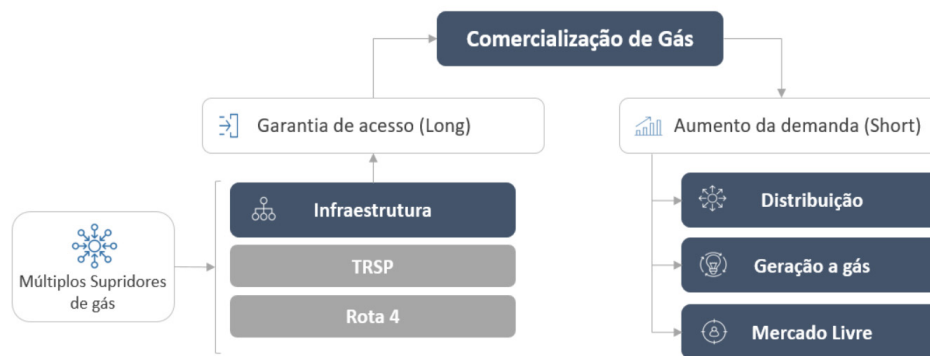 Comercialização de Gás
Garantia de acesso (Long)
Aumento da demanda (Short)
Infraestrutura
TRSP
Rota 4
Múltiplos Supridores
de gás
Distribuição
Geração a gás
Mercado Livre